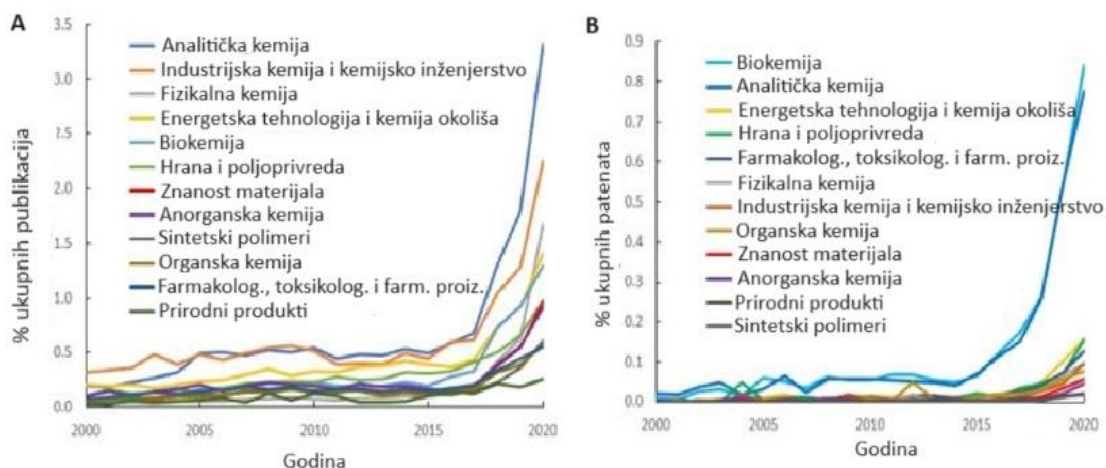 A
% ukupnih publikacija
3.5
3.0
2.5
2.0
1.5
1.0
0.5
0.0
Analitička kemija
Industrijska kemija i kemijsko inženjerstvo
Fizikalna kemija
Energetska tehnologija i kemija okoliša
Biokemija
Hrana i poljoprivreda
Znanost materijala
Anorganska kemija
Sintetski polimeri
Organska kemija
Farmakolog., toksikolog. i farm. proiz.
Prirodni produkti
2000 2005 2010 2015 2020
Godina
B
% ukupnih patenata
0.9
0.8
0.7
0.6
0.5
0.4
0.3
0.2
0.1
0.0
Biokemija
Analitička kemija
Energetska tehnologija i kemija okoliša
Hrana i poljoprivreda
Farmakolog., toksikolog. i farm. proiz.
Fizikalna kemija
Industrijska kemija i kemijsko inženjerstvo
Organska kemija
Znanost materijala
Anorganska kemija
Prirodni produkti
Sintetski polimeri
2000 2005 2010 2015 2020
Godina